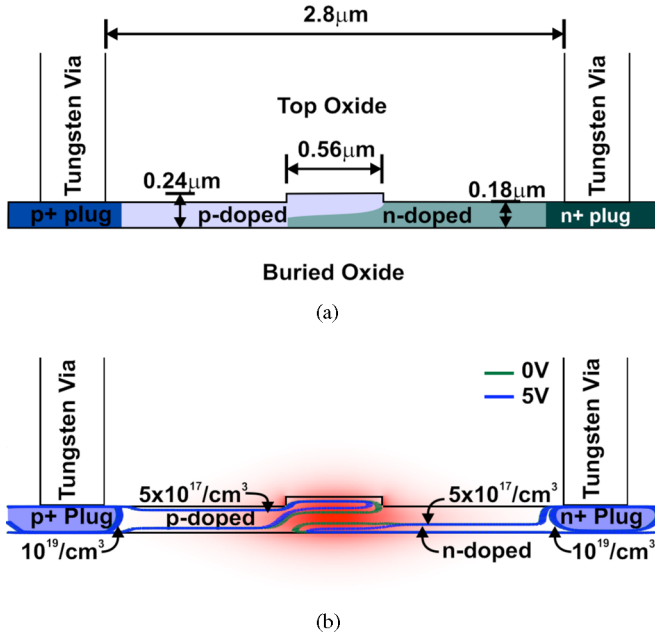 2.8μm
Tungsten Via
Top Oxide
Tungsten Via
0.56μm
0.24μm
0.18μm
p+ plug
p-doped
n-doped
n+ plug
Buried Oxide
(a)
0V
5V
Tungsten Via
Tungsten Via
5x10¹⁷/cm³
5x10¹⁷/cm³
p+ Plug
p-doped
n+ Plug
10¹⁹/cm³
n-doped
10¹⁹/cm³
(b)